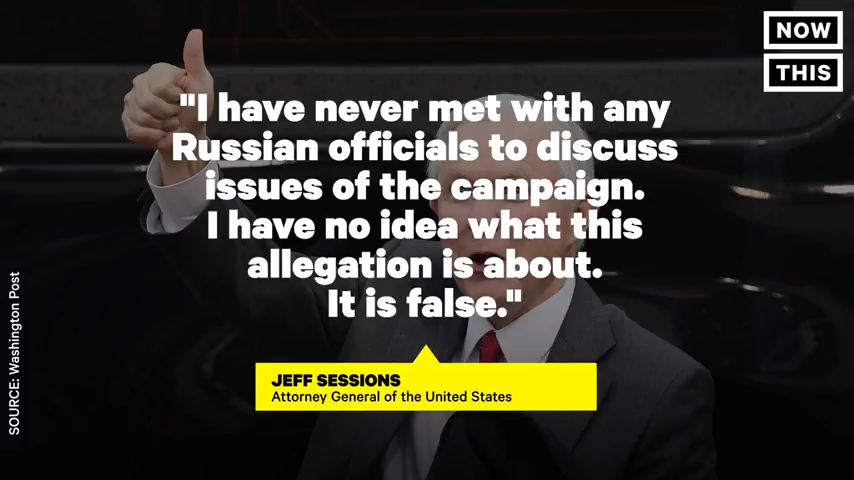 NOW
THIS
"I have never met with any
Russian officials to discuss
issues of the campaign.
I have no idea what this
allegation is about.
It is false."
JEFF SESSIONS
Attorney General of the United States
SOURCE: Washington Post